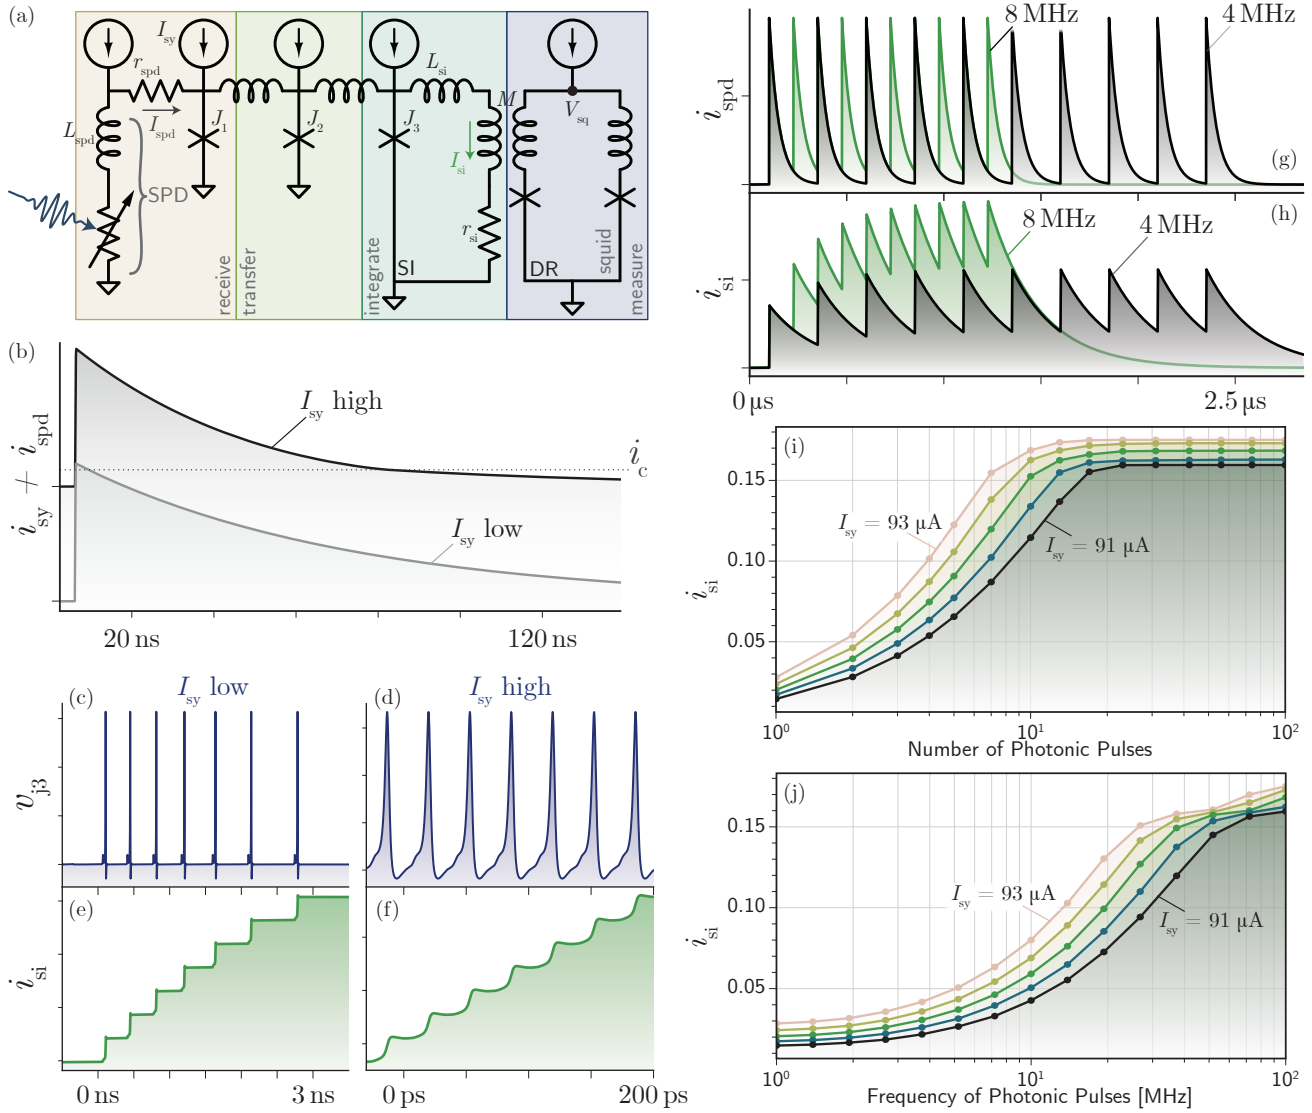 (a)
I_sy
r_spd
L_si
M
V_sq
I_spd
J_1
J_2
J_3
L_spd
I_si
SPD
r_si
SI
DR
receive
transfer
integrate
squid
measure
(b)
I_sy high
i_c
I_sy low
i_sy + i_spd
20 ns
120 ns
(c)
I_sy low
(d)
I_sy high
v_j3
(e)
(f)
i_si
0 ns
3 ns
0 ps
200 ps
8 MHz
4 MHz
i_spd
(g)
(h)
8 MHz
4 MHz
i_si
0 µs
2.5 µs
(i)
0.15
I_sy = 93 µA
I_sy = 91 µA
0.10
i_si
0.05
10^0
10^1
10^2
Number of Photonic Pulses
(j)
0.15
I_sy = 93 µA
I_sy = 91 µA
0.10
i_si
0.05
10^0
10^1
10^2
Frequency of Photonic Pulses [MHz]